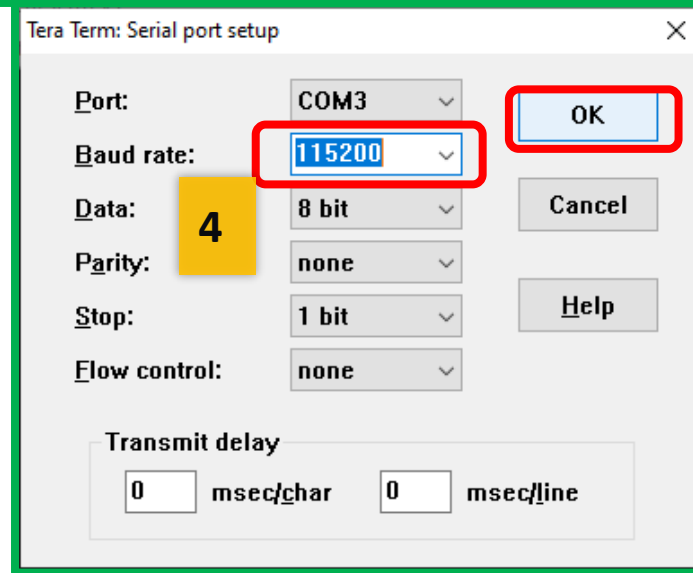 Tera Term: Serial port setup
Port: COM3
OK
Baud rate: 115200
Data: 8 bit
Cancel
4
Parity: none
Stop: 1 bit
Help
Flow control: none
Transmit delay
0 msec/char 0 msec/line